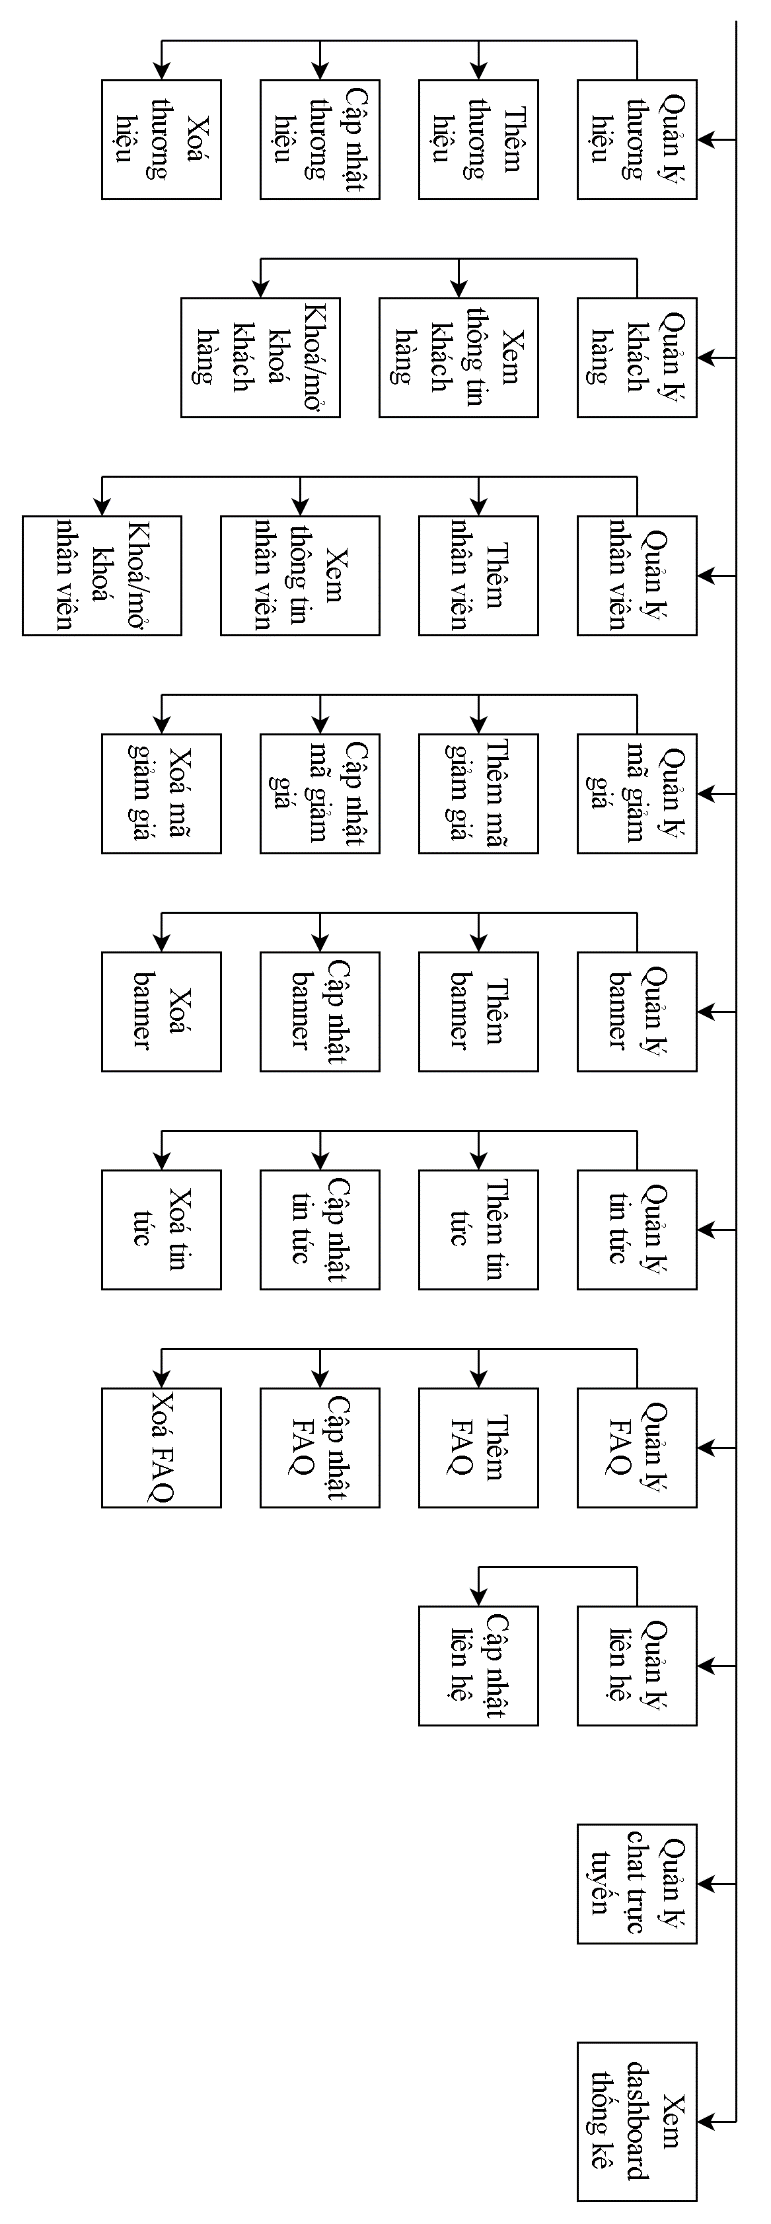 Quản lý
thương
hiệu
Thêm
thương
hiệu
Cập nhật
thương
hiệu
Xoá
thương
hiệu
Quản lý
khách
hàng
Xem
thông tin
khách
hàng
Khoá/mở
khoá
khách
hàng
Quản lý
nhân viên
Thêm
nhân viên
Xem
thông tin
nhân viên
Khoá/mở
khoá
nhân viên
Quản lý
mã giảm
giá
Thêm mã
giảm giá
Cập nhật
mã giảm
giá
Xoá mã
giảm giá
Quản lý
banner
Thêm
banner
Cập nhật
banner
Xoá
banner
Quản lý
tin tức
Thêm tin
tức
Cập nhật
tin tức
Xoá tin
tức
Quản lý
FAQ
Thêm
FAQ
Cập nhật
FAQ
Xoá FAQ
Quản lý
liên hệ
Cập nhật
liên hệ
Quản lý
chat trực
tuyến
Xem
dashboard
thống kê